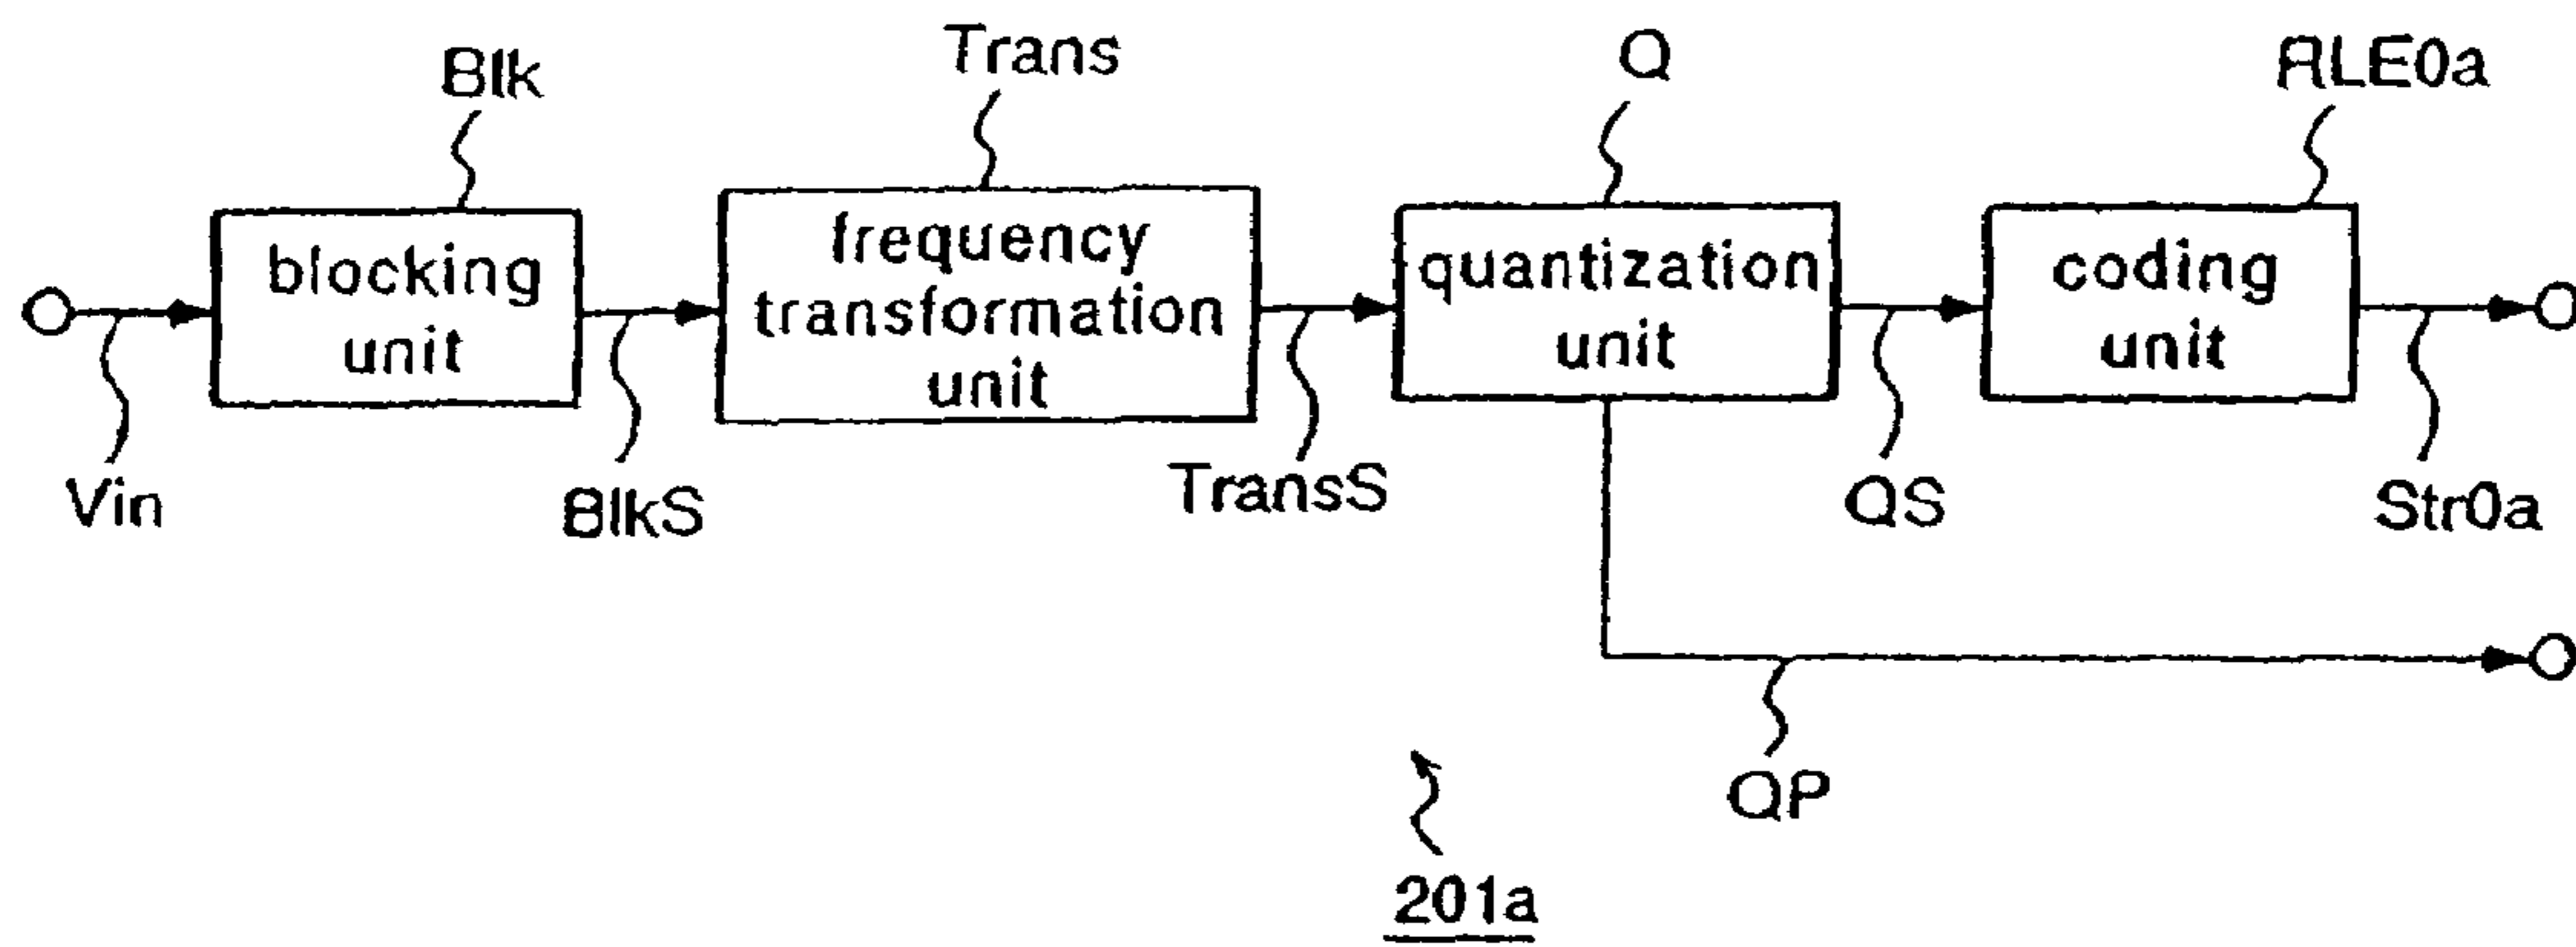 Blk
Trans
Q
RLE0a
blocking
unit
frequency
transformation
unit
quantization
unit
coding
unit
Vin
BlkS
TransS
QS
Str0a
QP
201a